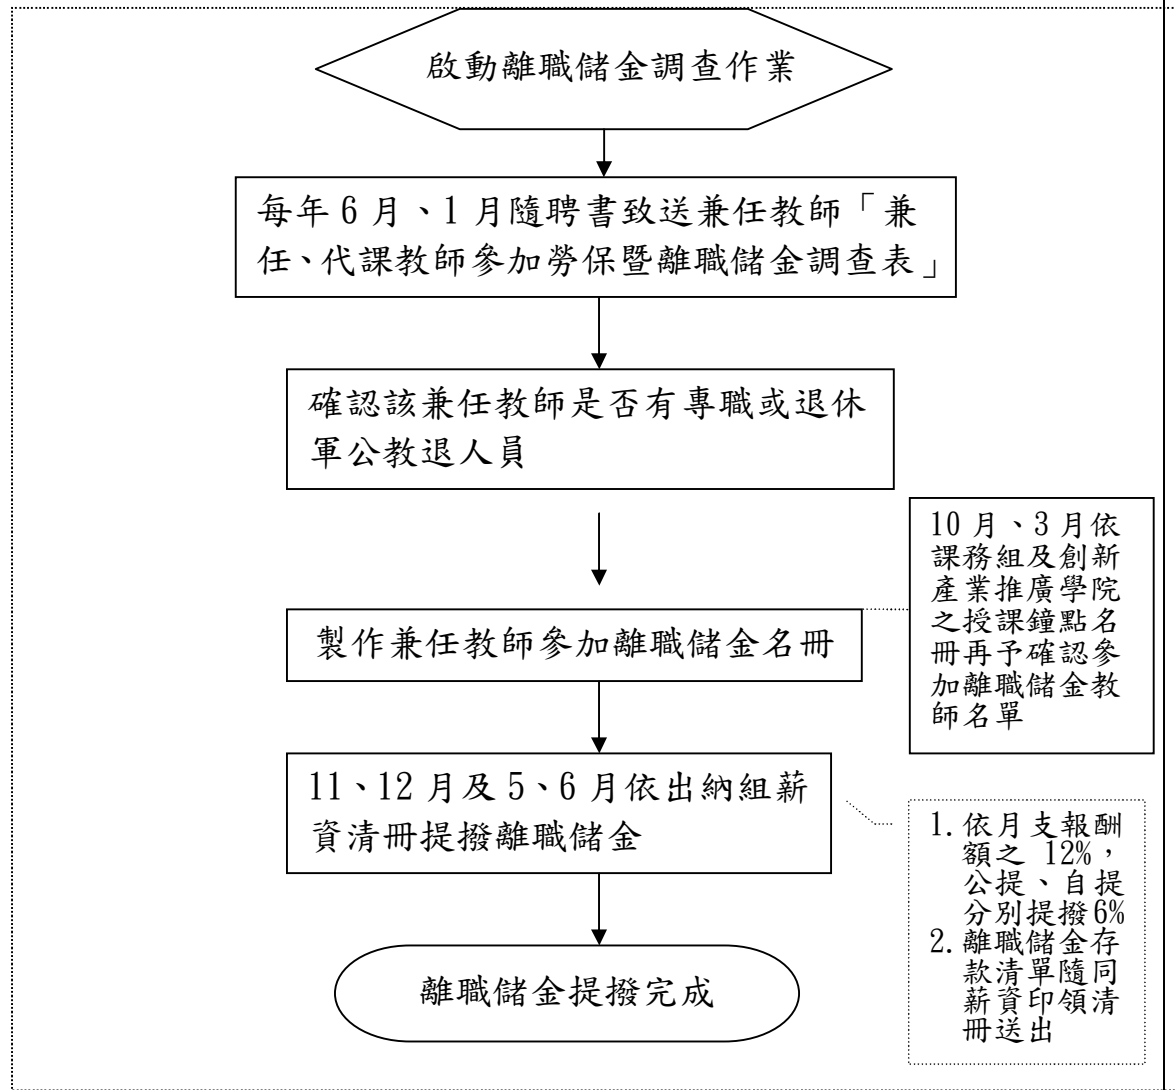 啟動離職儲金調查作業
每年 6 月、1 月隨聘書致送兼任教師「兼
任、代課教師參加勞保暨離職儲金調查表」
確認該兼任教師是否有專職或退休
軍公教退人員
10 月、3 月依
課務組及創新
產業推廣學院
之授課鐘點名
冊再予確認參
加離職儲金教
師名單
製作兼任教師參加離職儲金名冊
11、12 月及 5、6 月依出納組薪
資清冊提撥離職儲金
1. 依月支報酬
額之 12%，
公提、自提
分別提撥 6%
2. 離職儲金存
款清單隨同
薪資印領清
冊送出
離職儲金提撥完成